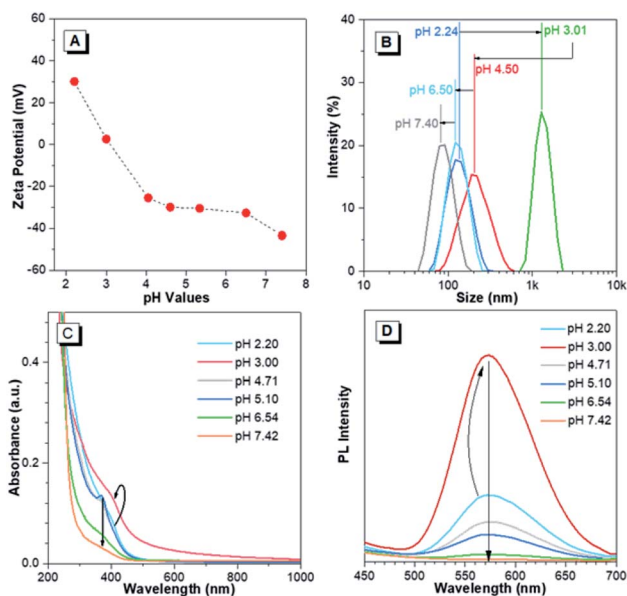 A
Zeta Potential (mV)
60
40
20
0
-20
-40
-60
2
3
4
5
6
7
8
pH Values
B
Intensity (%)
40
30
20
10
0
pH 2.24
pH 3.01
pH 4.50
pH 6.50
pH 7.40
10
100
1k
10k
Size (nm)
C
Absorbance (a.u.)
0.4
0.2
0.0
pH 2.20
pH 3.00
pH 4.71
pH 5.10
pH 6.54
pH 7.42
200
400
600
800
1000
Wavelength (nm)
D
PL Intensity
pH 2.20
pH 3.00
pH 4.71
pH 5.10
pH 6.54
pH 7.42
450
500
550
600
650
700
Wavelength (nm)